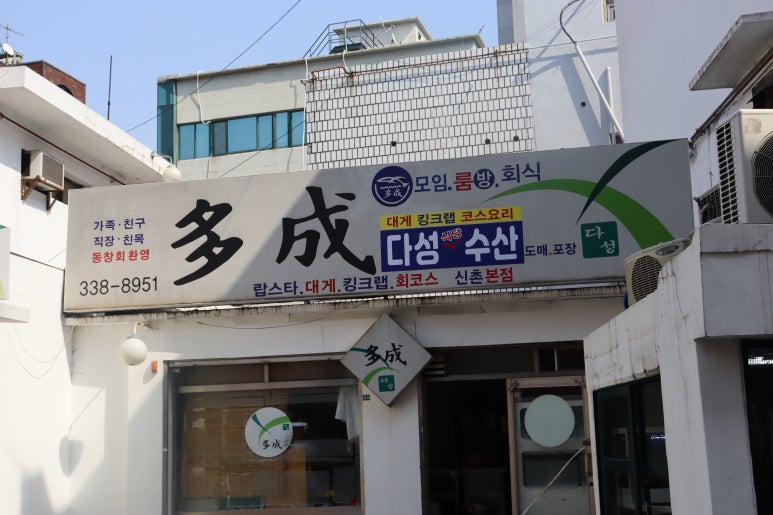 가족·친구
직장·친목
동창회 환영
338-8951
多成
多成
모임.룸방.회식
대게 킹크랩 코스요리
다성 식당 수산
도매.포장
다성
랍스타.대게.킹크랩.회코스 신촌본점
多成
다성
多成